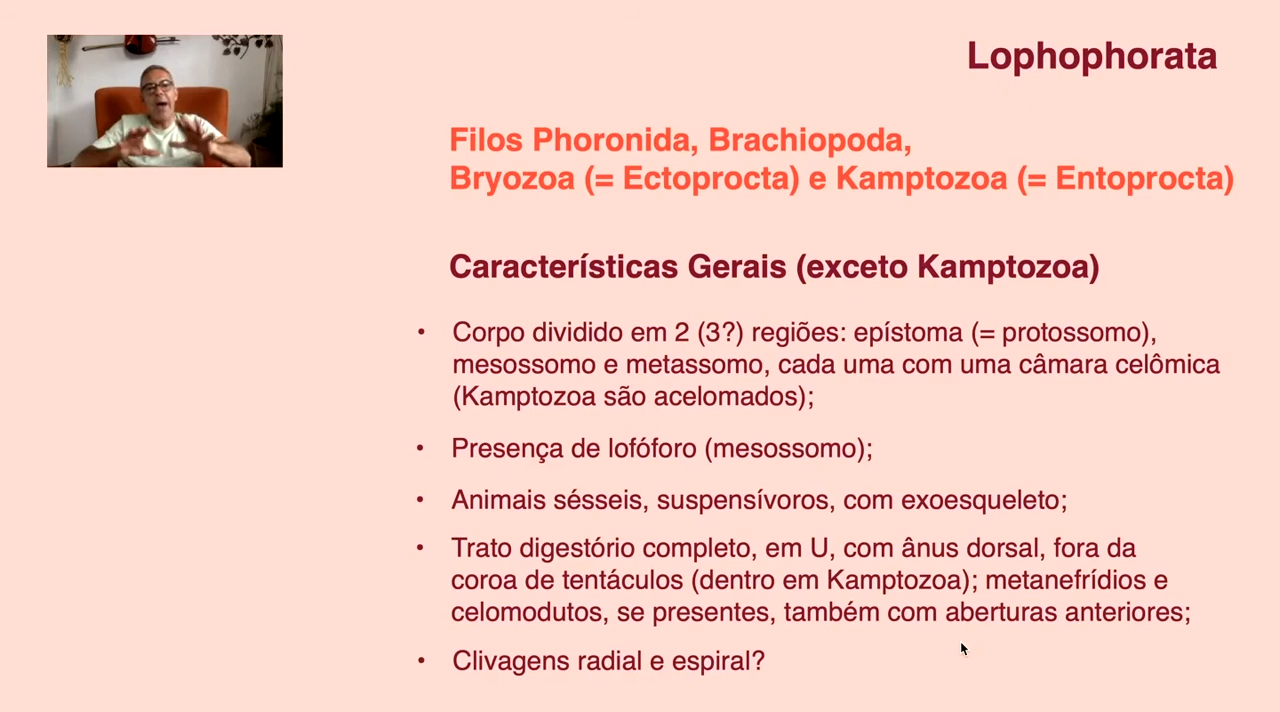 Lophophorata
Filos Phoronida, Brachiopoda,
Bryozoa (= Ectoprocta) e Kamptozoa (= Entoprocta)
Características Gerais (exceto Kamptozoa)
• Corpo dividido em 2 (3?) regiões: epístoma (= protossomo),
mesossomo e metassomo, cada uma com uma câmara celômica
(Kamptozoa são acelomados);
• Presença de lofóforo (mesossomo);
• Animais sésseis, suspensívoros, com exoesqueleto;
• Trato digestório completo, em U, com ânus dorsal, fora da
coroa de tentáculos (dentro em Kamptozoa); metanefrídios e
celomodutos, se presentes, também com aberturas anteriores;
• Clivagens radial e espiral?